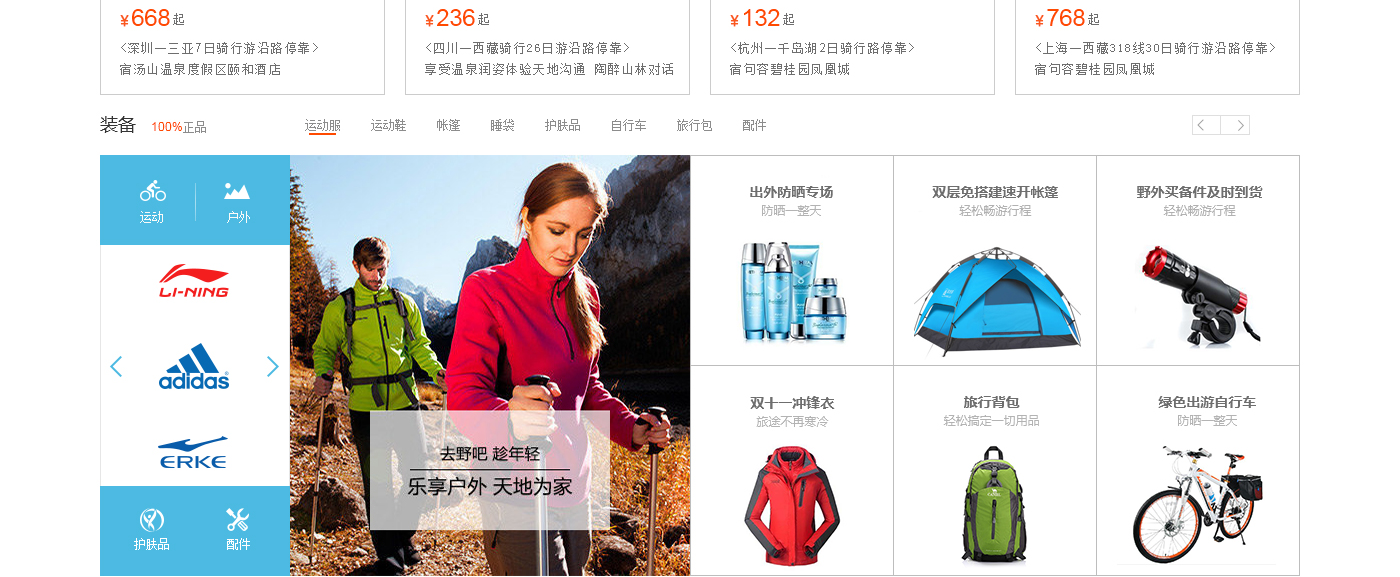 ¥668起
<深圳—三亚7日骑行游沿路停靠>
宿汤山温泉度假区颐和酒店
¥236起
<四川—西藏骑行26日游沿路停靠>
享受温泉润姿体验天地沟通 陶醉山林对话
¥132起
<杭州—千岛湖2日骑行路停靠>
宿句容碧桂园凤凰城
¥768起
<上海—西藏318线30日骑行游沿路停靠>
宿句容碧桂园凤凰城
装备 100%正品 运动服 运动鞋 帐篷 睡袋 护肤品 自行车 旅行包 配件
运动 户外
LI-NING
adidas
ERKE
护肤品 配件
去野吧 趁年轻
乐享户外 天地为家
出外防晒专场
防晒一整天
双层免搭建速开帐篷
轻松畅游行程
野外买备件及时到货
轻松畅游行程
双十一冲锋衣
旅途不再寒冷
旅行背包
轻松搞定一切用品
绿色出游自行车
防晒一整天